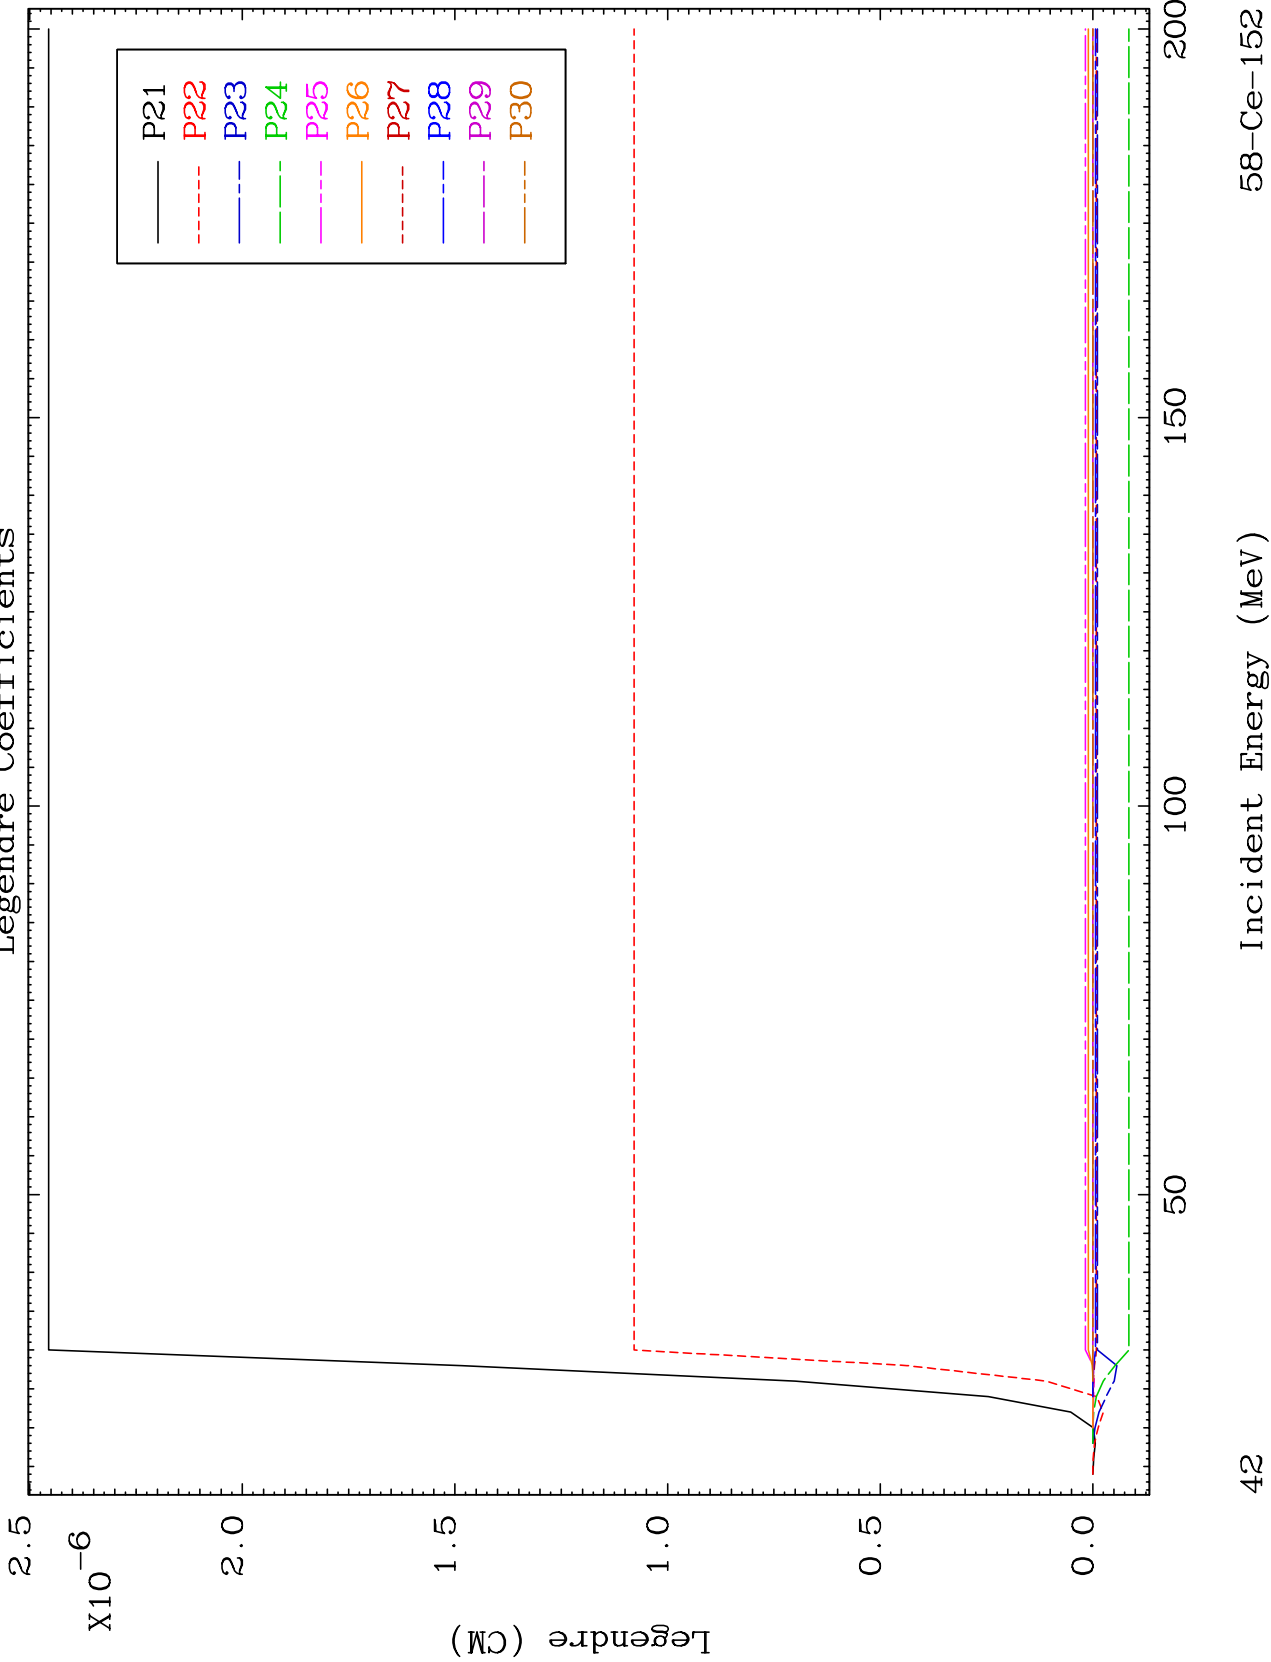 Legendre Coefficients
P21
P22
P23
P24
P25
P26
P27
P28
P29
P30
2.5
X10-6
2.0
1.5
1.0
0.5
0.0
Legendre (CM)
50
100
150
200
42
Incident Energy (MeV)
58-Ce-152